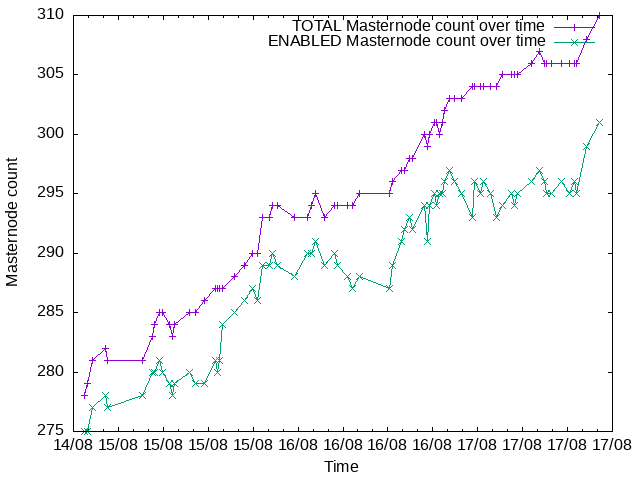 TOTAL Masternode count over time
ENABLED Masternode count over time
310
305
300
295
290
285
280
275
Masternode count
14/08 15/08 15/08 15/08 15/08 16/08 16/08 16/08 16/08 17/08 17/08 17/08 17/08
Time